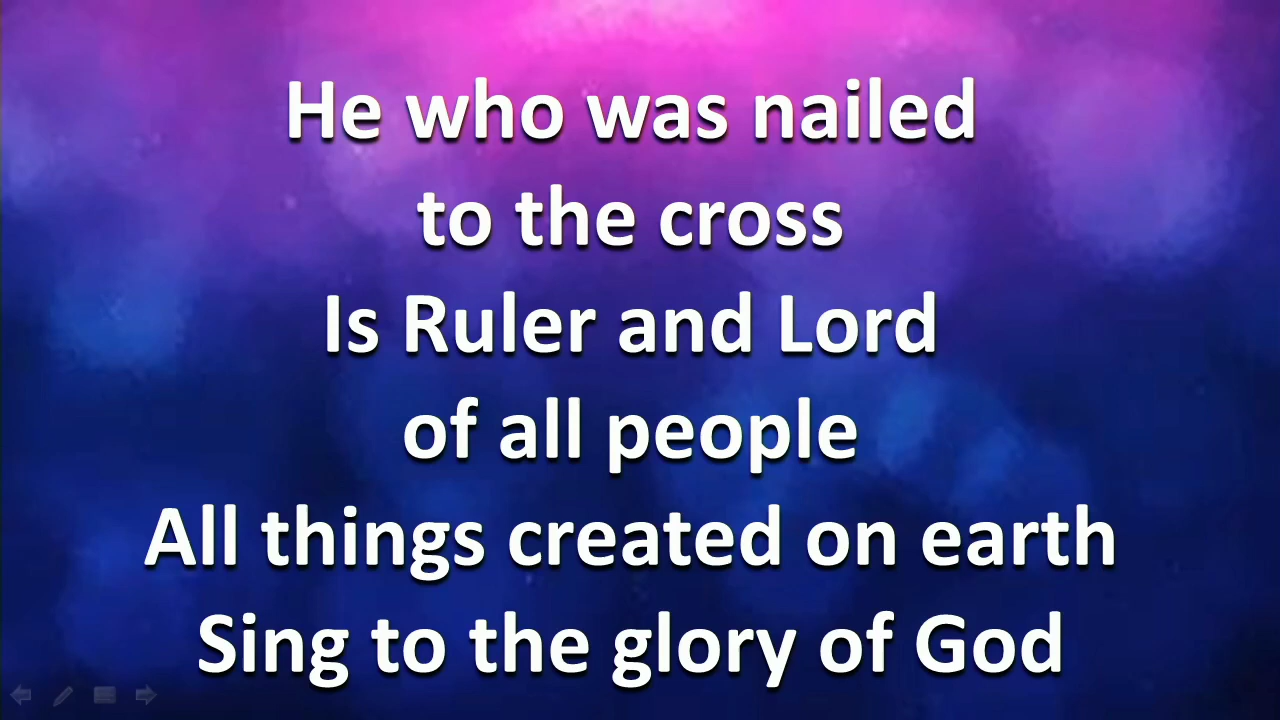 He who was nailed
to the cross
Is Ruler and Lord
of all people
All things created on earth
Sing to the glory of God